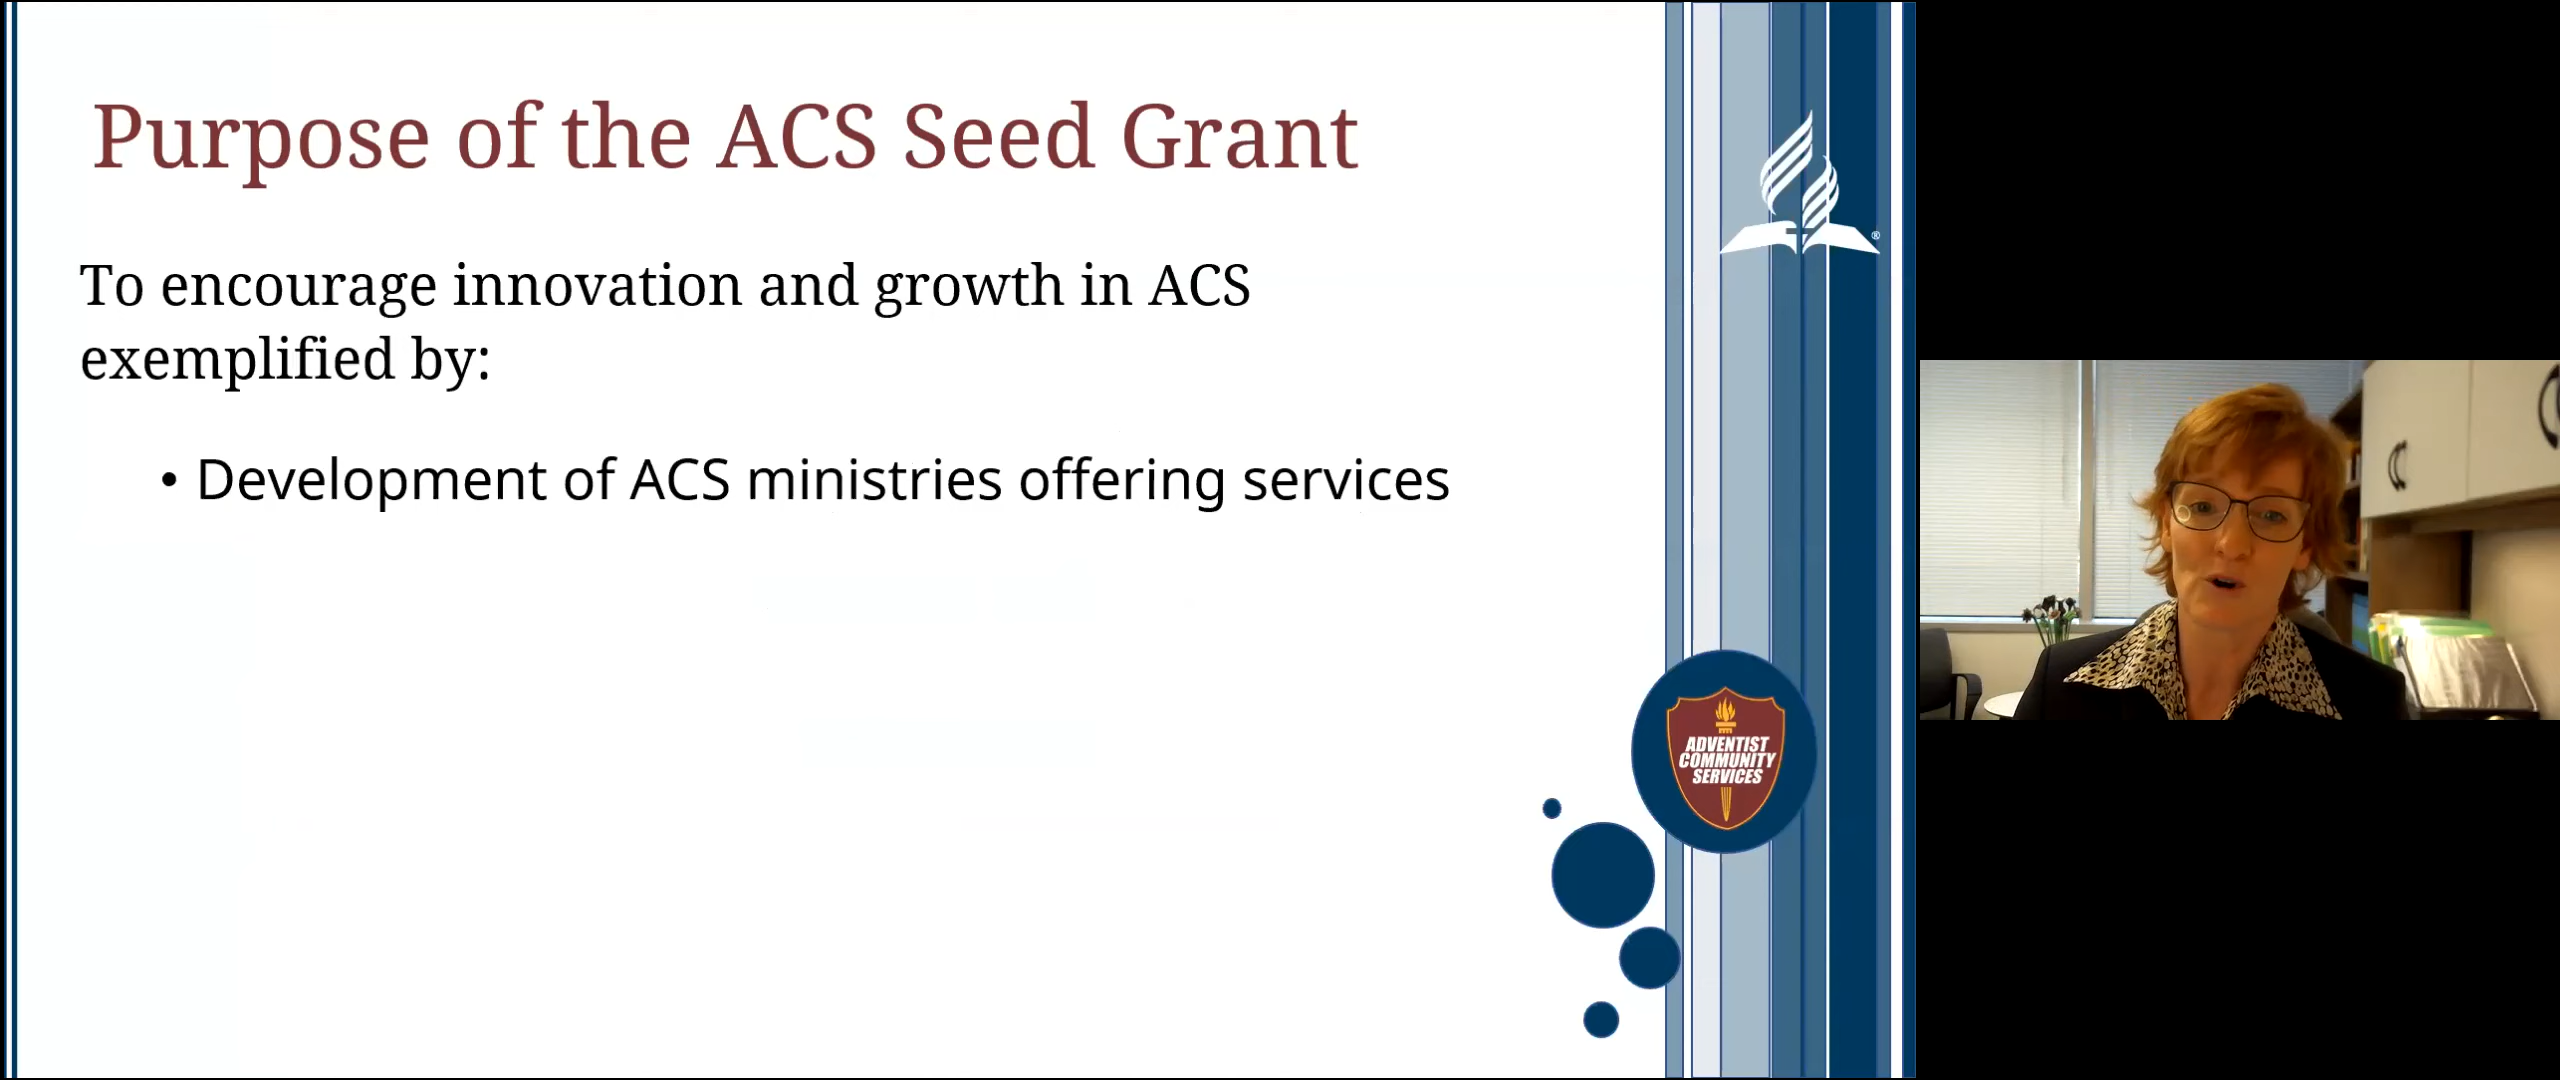 Purpose of the ACS Seed Grant
To encourage innovation and growth in ACS
exemplified by:
• Development of ACS ministries offering services
®
ADVENTIST
COMMUNITY
SERVICES